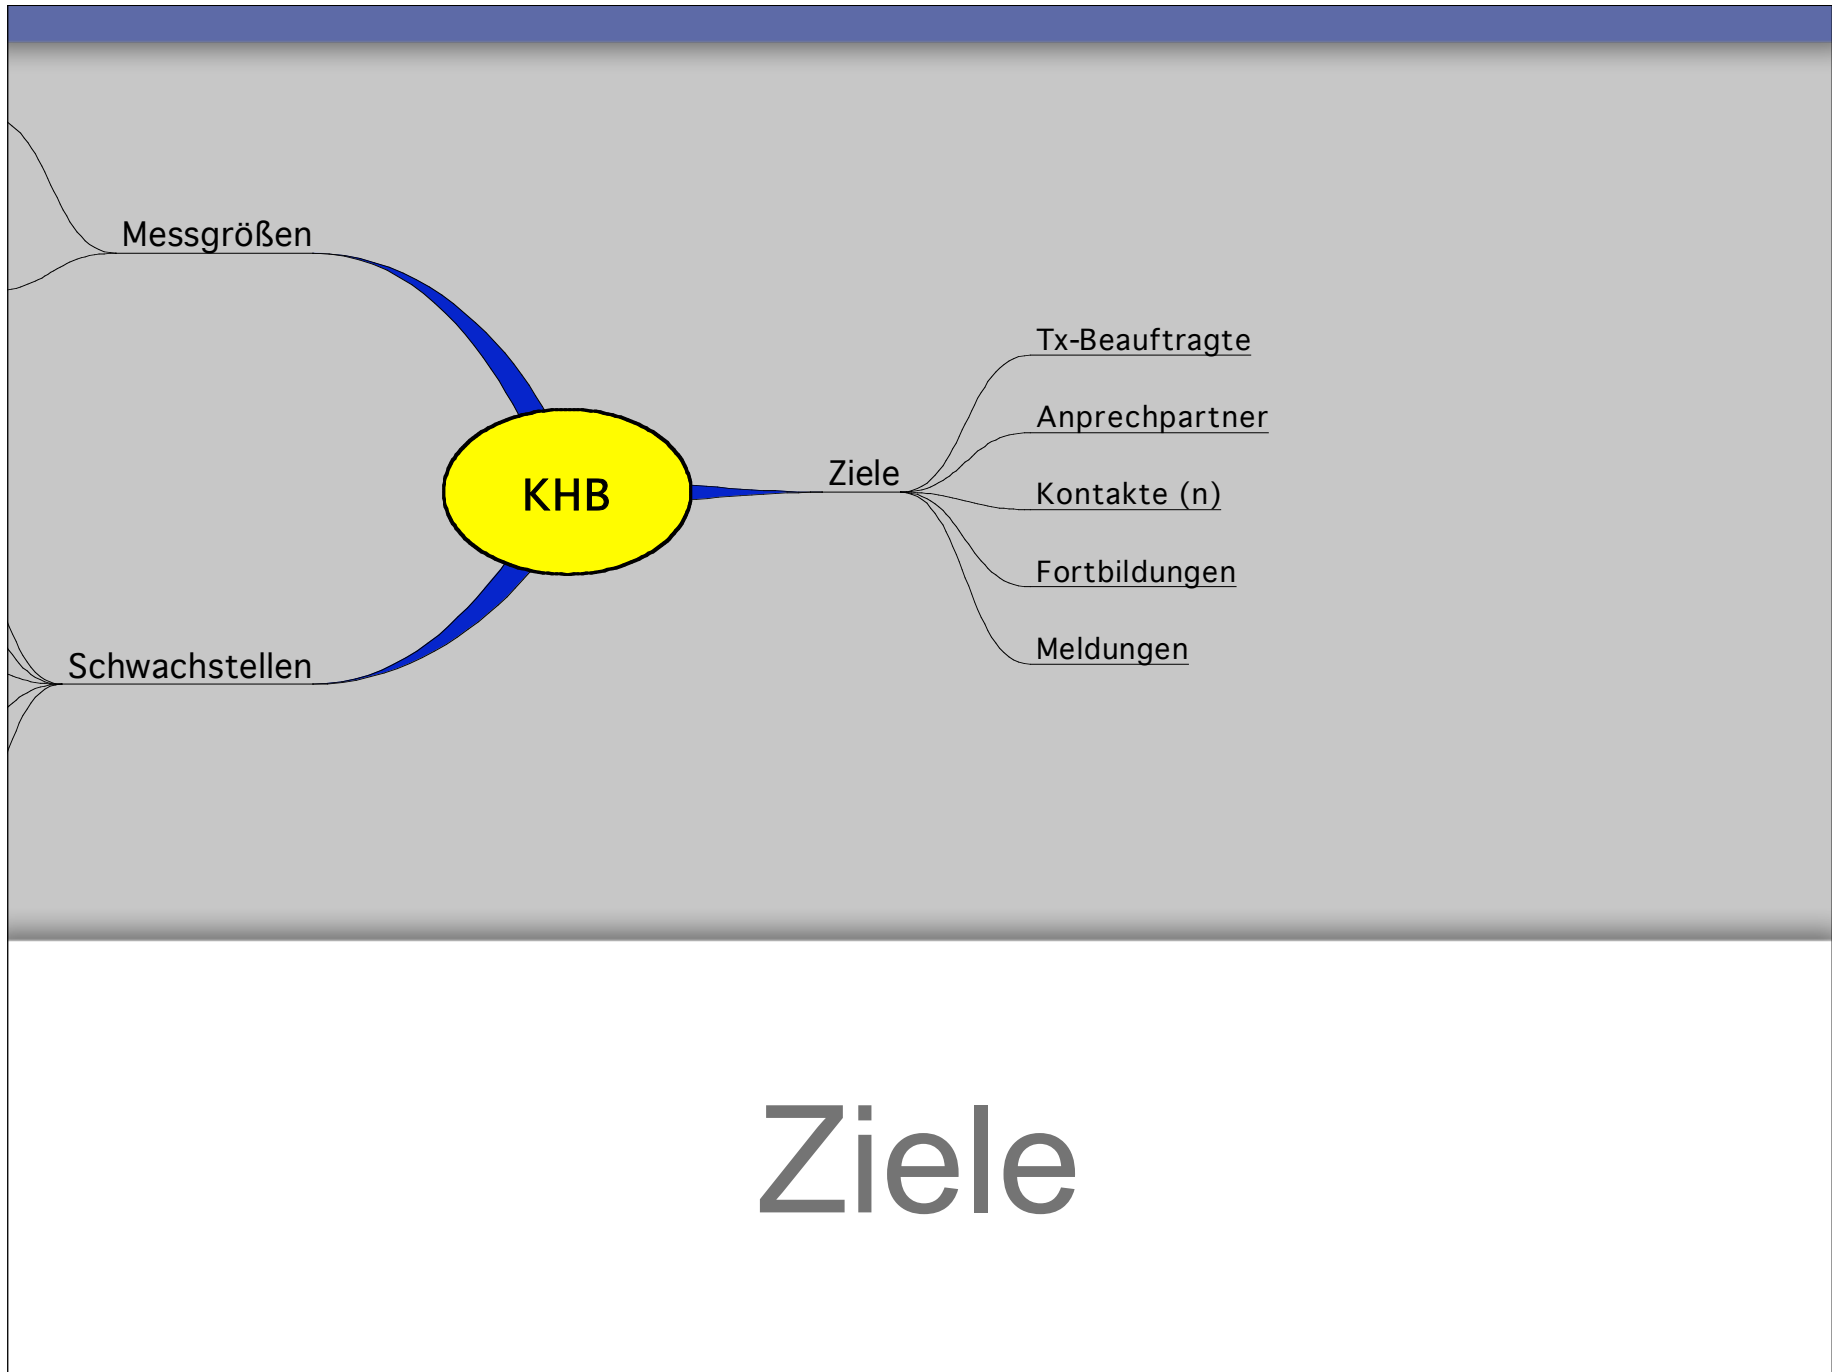 Messgrößen
KHB
Schwachstellen
Ziele
Tx-Beauftragte
Anprechpartner
Kontakte (n)
Fortbildungen
Meldungen
Ziele